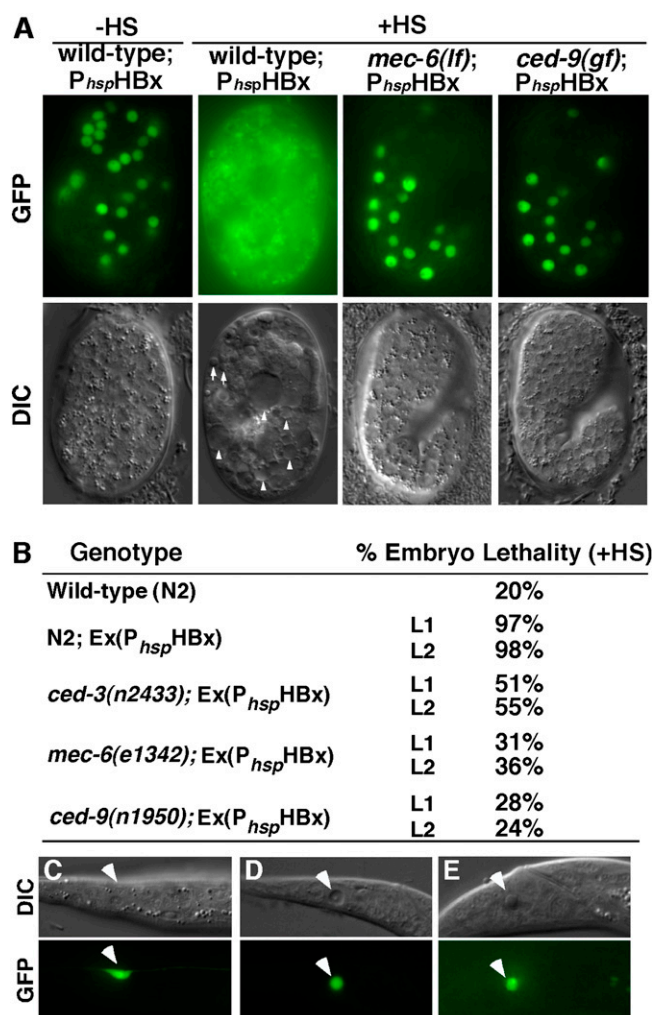 A
-HS +HS
wild-type; wild-type; mec-6(lf); ced-9(gf);
PhspHBx PhspHBx PhspHBx PhspHBx
GFP
DIC
B Genotype % Embryo Lethality (+HS)
Wild-type (N2) 20%
N2; Ex(PhspHBx) L1 97%
L2 98%
ced-3(n2433); Ex(PhspHBx) L1 51%
L2 55%
mec-6(e1342); Ex(PhspHBx) L1 31%
L2 36%
ced-9(n1950); Ex(PhspHBx) L1 28%
L2 24%
DIC C D E
GFP